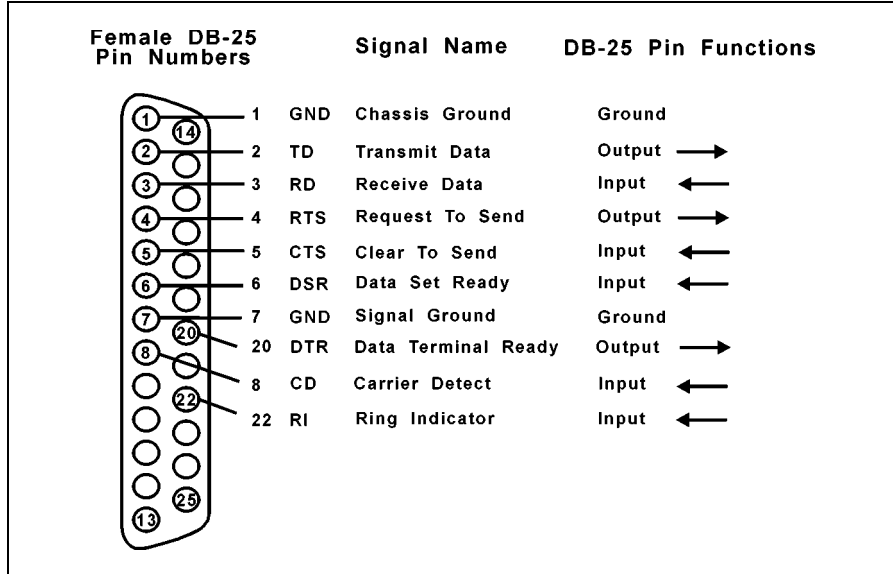 Female DB-25 Pin Numbers Signal Name DB-25 Pin Functions
1 1 GND Chassis Ground Ground
14
2 2 TD Transmit Data Output
3 3 RD Receive Data Input
4 4 RTS Request To Send Output
5 5 CTS Clear To Send Input
6 6 DSR Data Set Ready Input
7 7 GND Signal Ground Ground
20 20 DTR Data Terminal Ready Output
8 8 CD Carrier Detect Input
22 22 RI Ring Indicator Input
25
13